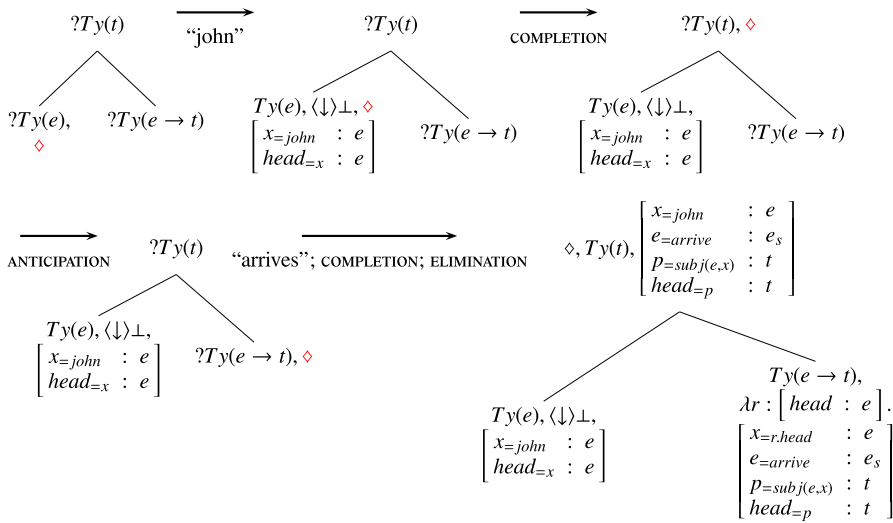 ?Ty(t) “john” ?Ty(t) COMPLETION ?Ty(t), ♢
?Ty(e), ?Ty(e → t)
♢
Ty(e), ⟨↓⟩⊥, ♢
[ x=john : e ]
[ head=x : e ]
?Ty(e → t)
Ty(e), ⟨↓⟩⊥,
[ x=john : e ]
[ head=x : e ]
?Ty(e → t)
ANTICIPATION ?Ty(t) “arrives”; COMPLETION; ELIMINATION
Ty(e), ⟨↓⟩⊥,
[ x=john : e ]
[ head=x : e ]
?Ty(e → t), ♢
♢, Ty(t),
[ x=john : e ]
[ e=arrive : es ]
[ p=subj(e,x) : t ]
[ head=p : t ]
Ty(e), ⟨↓⟩⊥,
[ x=john : e ]
[ head=x : e ]
Ty(e → t),
λr : [ head : e ] .
[ x=r.head : e ]
[ e=arrive : es ]
[ p=subj(e,x) : t ]
[ head=p : t ]